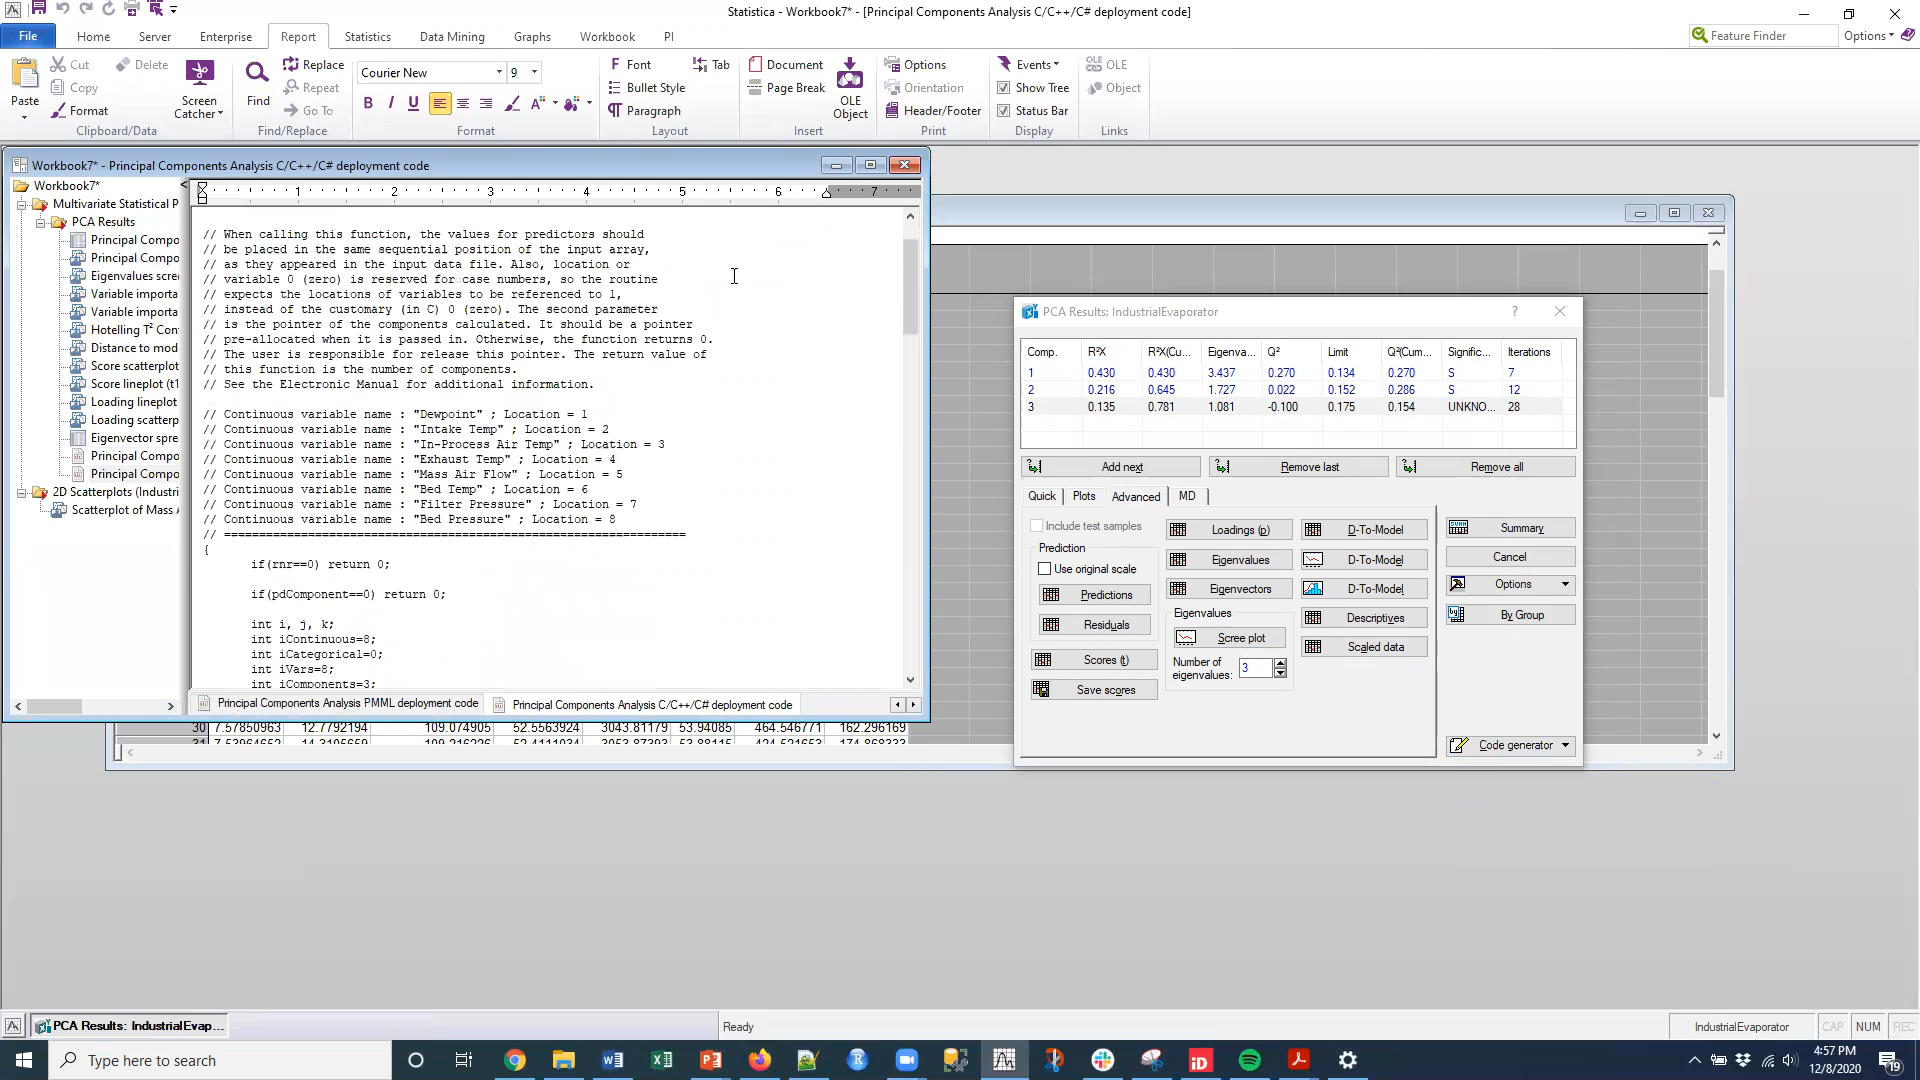 Statistica - Workbook7* - [Principal Components Analysis C/C++/C# deployment code]
File Home Server Enterprise Report Statistics Data Mining Graphs Workbook PI
Feature Finder Options
Paste Cut Copy Format Delete Screen Catcher
Clipboard/Data
Find Replace Repeat Go To
Find/Replace
Courier New 9
B I U
Format
Font Bullet Style Paragraph Tab
Layout
Document Page Break OLE Object
Insert
Options Orientation Header/Footer
Print
Events Show Tree Status Bar
Display
OLE Object
Links
Workbook7* - Principal Components Analysis C/C++/C# deployment code
Workbook7*
Multivariate Statistical P
PCA Results
Principal Compo
Principal Compo
Eigenvalues scre
Variable importa
Variable importa
Hotelling T² Con
Distance to mod
Score scatterplot
Score lineplot (t1
Loading lineplot
Loading scatterp
Eigenvector spre
Principal Compo
Principal Compo
2D Scatterplots (Industri
Scatterplot of Mass A
1 2 3 4 5 6 7
// When calling this function, the values for predictors should
// be placed in the same sequential position of the input array,
// as they appeared in the input data file. Also, location or
// variable 0 (zero) is reserved for case numbers, so the routine
// expects the locations of variables to be referenced to 1,
// instead of the customary (in C) 0 (zero). The second parameter
// is the pointer of the components calculated. It should be a pointer
// pre-allocated when it is passed in. Otherwise, the function returns 0.
// The user is responsible for release this pointer. The return value of
// this function is the number of components.
// See the Electronic Manual for additional information.
// Continuous variable name : "Dewpoint" ; Location = 1
// Continuous variable name : "Intake Temp" ; Location = 2
// Continuous variable name : "In-Process Air Temp" ; Location = 3
// Continuous variable name : "Exhaust Temp" ; Location = 4
// Continuous variable name : "Mass Air Flow" ; Location = 5
// Continuous variable name : "Bed Temp" ; Location = 6
// Continuous variable name : "Filter Pressure" ; Location = 7
// Continuous variable name : "Bed Pressure" ; Location = 8
// ==================================================================
{
if(rnr==0) return 0;
if(pdComponent==0) return 0;
int i, j, k;
int iContinuous=8;
int iCategorical=0;
int iVars=8;
int iComponents=3;
Principal Components Analysis PMML deployment code Principal Components Analysis C/C++/C# deployment code
30 7.57850963 12.7792194 109.074905 52.5563924 3043.81179 53.94085 464.546771 162.296169
PCA Results: IndustrialEvaporator
Comp. R²X R²X(Cu... Eigenva... Q² Limit Q²(Cum... Signific... Iterations
1 0.430 0.430 3.437 0.270 0.134 0.270 S 7
2 0.216 0.645 1.727 0.022 0.152 0.286 S 12
3 0.135 0.781 1.081 -0.100 0.175 0.154 UNKNO... 28
Add next Remove last Remove all
Quick Plots Advanced MD
Include test samples
Prediction
Use original scale
Predictions
Residuals
Scores (t)
Save scores
Loadings (p)
Eigenvalues
Eigenvectors
Eigenvalues
Scree plot
Number of eigenvalues: 3
D-To-Model
D-To-Model
D-To-Model
Descriptives
Scaled data
Summary
Cancel
Options
By Group
Code generator
PCA Results: IndustrialEvap...
Ready
IndustrialEvaporator CAP NUM REC
Type here to search
4:57 PM
12/8/2020
19